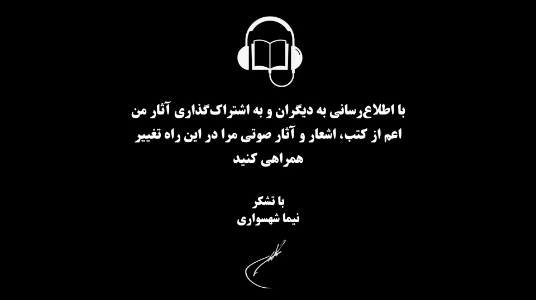 با اطلاع‌رسانی به دیگران و به اشتراک‌گذاری آثار من
اعم از کتب، اشعار و آثار صوتی مرا در این راه تغییر
همراهی کنید
با تشکر
نیما شهسواری